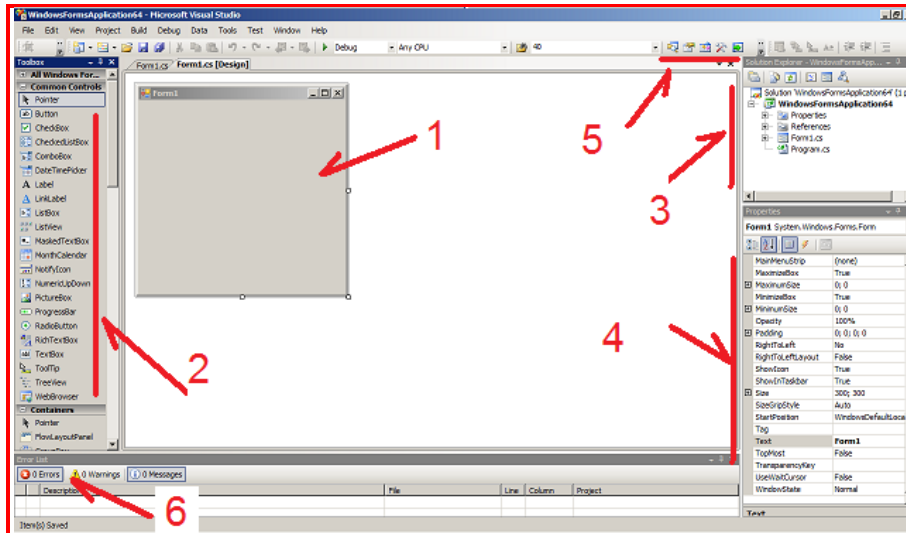 WindowsFormsApplication64 - Microsoft Visual Studio
File Edit View Project Build Debug Data Tools Test Window Help
Debug Any CPU 40
Toolbox
Form1.cs Form1.cs [Design]
Solution Explorer - WindowsFormsApp...
All Windows For...
Common Controls
Pointer
Button
CheckBox
CheckedListBox
ComboBox
DateTimePicker
Label
LinkLabel
ListBox
ListView
MaskedTextBox
MonthCalendar
NotifyIcon
NumericUpDown
PictureBox
ProgressBar
RadioButton
RichTextBox
TextBox
ToolTip
TreeView
WebBrowser
Containers
Pointer
FlowLayoutPanel
Form1
1
2
3
4
5
6
Solution 'WindowsFormsApplication64' (1 p
WindowsFormsApplication64
Properties
References
Form1.cs
Program.cs
Properties
Form1 System.Windows.Forms.Form
MainMenuStrip (none)
MaximizeBox True
MaximumSize 0; 0
MinimizeBox True
MinimumSize 0; 0
Opacity 100%
Padding 0; 0; 0; 0
RightToLeft No
RightToLeftLayout False
ShowIcon True
ShowInTaskbar True
Size 300; 300
SizeGripStyle Auto
StartPosition WindowsDefaultLoca
Tag
Text Form1
TopMost False
TransparencyKey
UseWaitCursor False
WindowState Normal
Text
Error List
0 Errors 0 Warnings 0 Messages
Description File Line Column Project
Item(s) Saved